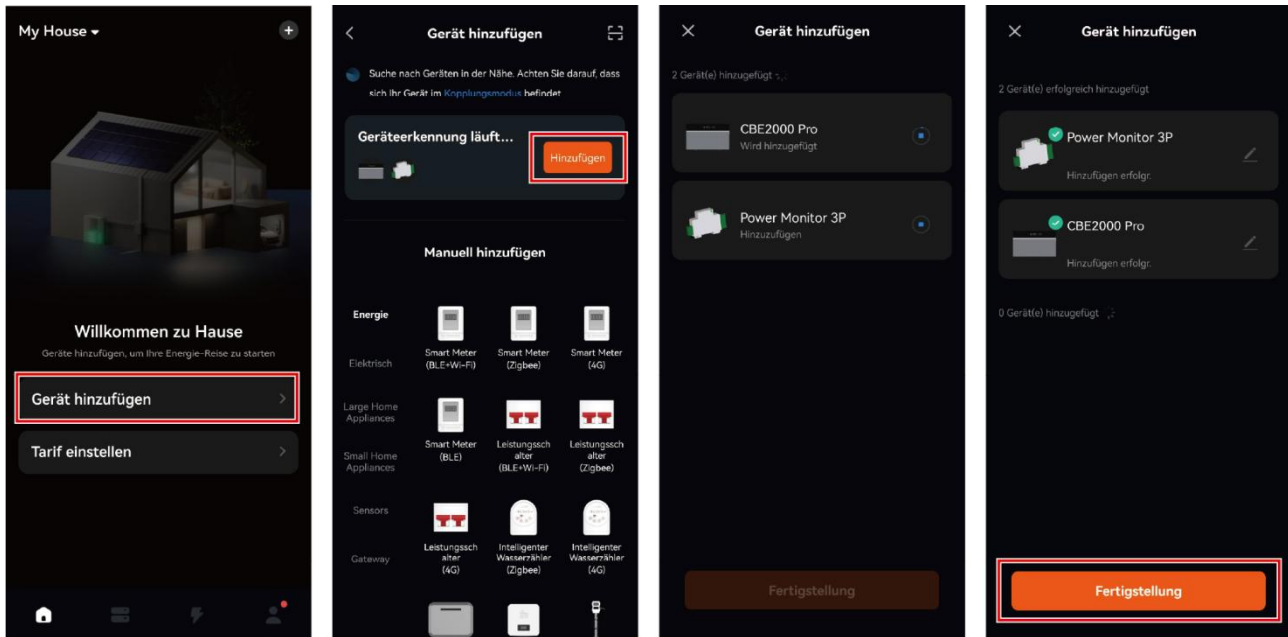 My House
Willkommen zu Hause
Geräte hinzufügen, um Ihre Energie-Reise zu starten
Gerät hinzufügen
Tarif einstellen
Gerät hinzufügen
Suche nach Geräten in der Nähe. Achten Sie darauf, dass
sich Ihr Gerät im Kopplungsmodus befindet
Geräteerkennung läuft...
Hinzufügen
Manuell hinzufügen
Energie
Elektrisch
Large Home
Appliances
Small Home
Appliances
Sensors
Gateway
Smart Meter
(BLE+Wi-Fi)
Smart Meter
(Zigbee)
Smart Meter
(4G)
Smart Meter
(BLE)
Leistungssch
alter
(BLE+Wi-Fi)
Leistungssch
alter
(Zigbee)
Leistungssch
alter
(4G)
Intelligenter
Wasserzähler
(Zigbee)
Intelligenter
Wasserzähler
(4G)
Gerät hinzufügen
2 Gerät(e) hinzugefügt
CBE2000 Pro
Wird hinzugefügt
Power Monitor 3P
Hinzuzufügen
Fertigstellung
Gerät hinzufügen
2 Gerät(e) erfolgreich hinzugefügt
Power Monitor 3P
Hinzufügen erfolgr.
CBE2000 Pro
Hinzufügen erfolgr.
0 Gerät(e) hinzugefügt
Fertigstellung